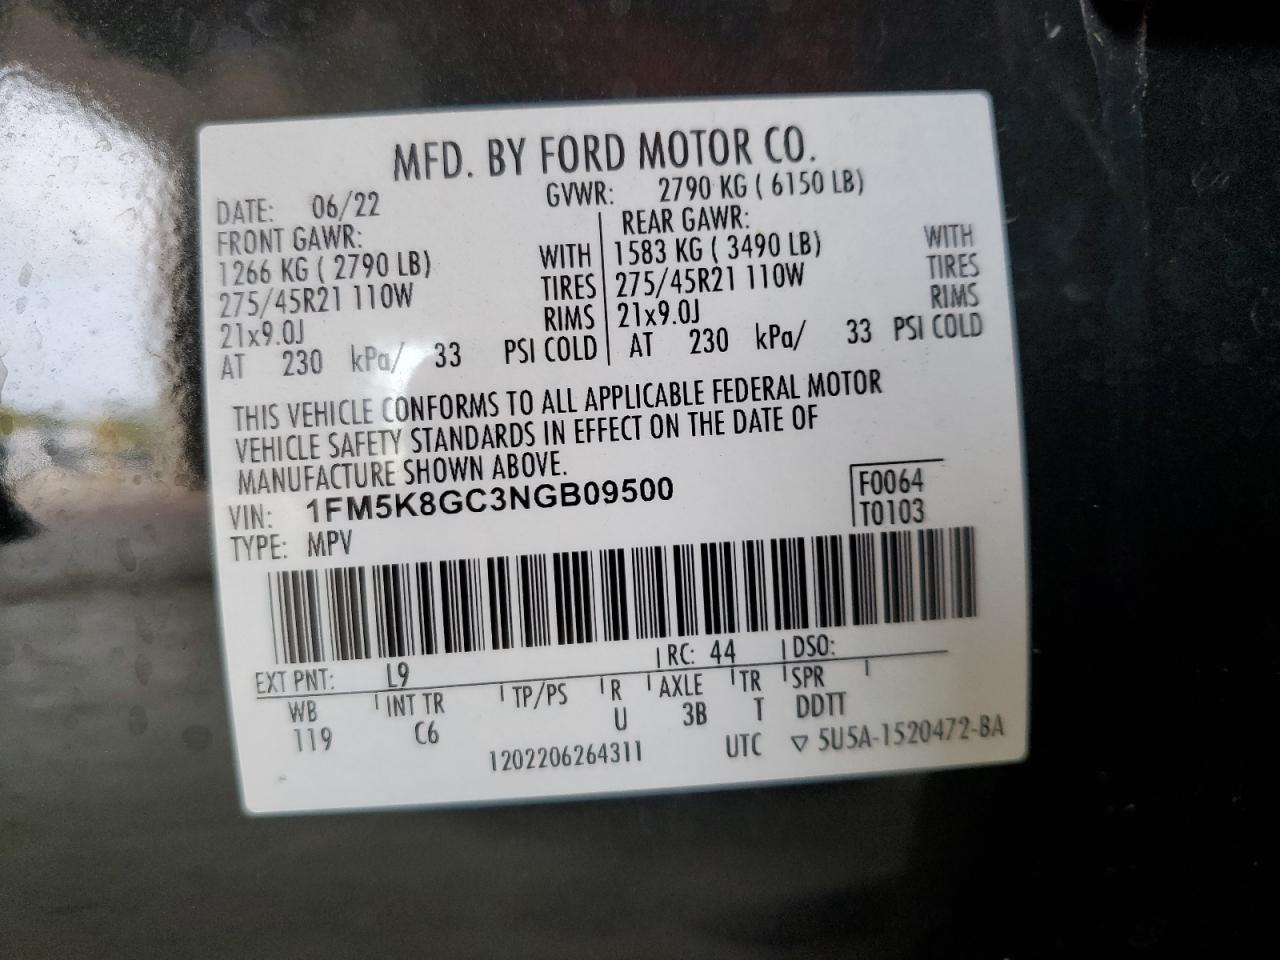 MFD. BY FORD MOTOR CO.
DATE: 06/22 GVWR: 2790 KG ( 6150 LB)
FRONT GAWR: REAR GAWR:
1266 KG ( 2790 LB) WITH 1583 KG ( 3490 LB) WITH
275/45R21 110W TIRES 275/45R21 110W TIRES
21x9.0J RIMS 21x9.0J RIMS
AT 230 kPa/ 33 PSI COLD AT 230 kPa/ 33 PSI COLD
THIS VEHICLE CONFORMS TO ALL APPLICABLE FEDERAL MOTOR
VEHICLE SAFETY STANDARDS IN EFFECT ON THE DATE OF
MANUFACTURE SHOWN ABOVE.
VIN: 1FM5K8GC3NGB09500 F0064
TYPE: MPV T0103
EXT PNT: L9 RC: 44 DSO:
WB INT TR TP/PS R AXLE TR SPR
119 C6 U 3B T DDTT
1202206264311 UTC ▽ 5U5A-1520472-BA